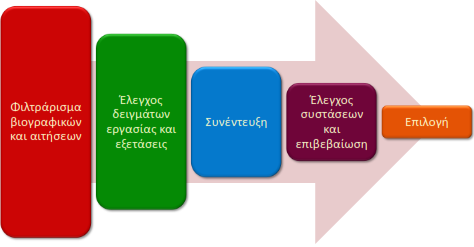 Φιλτράρισμα
βιογραφικών
και αιτήσεων
Έλεγχος
δειγμάτων
εργασίας και
εξετάσεις
Συνέντευξη
Έλεγχος
συστάσεων
και
επιβεβαίωση
Επιλογή